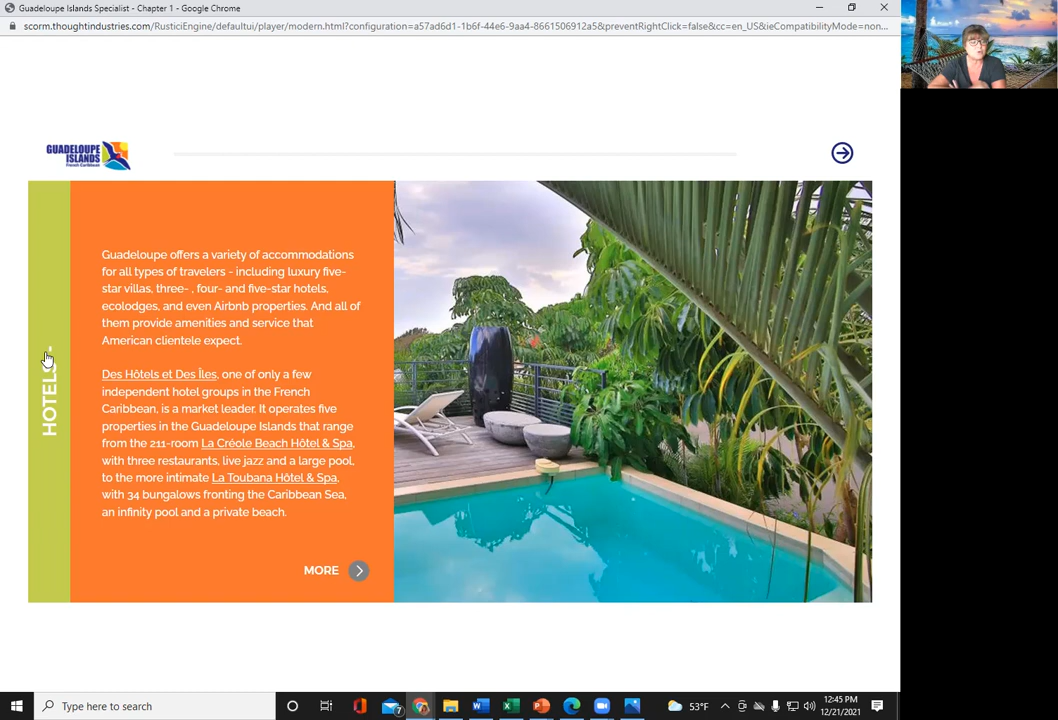 Guadeloupe Islands Specialist - Chapter 1 - Google Chrome
scorm.thoughtindustries.com/RusticiEngine/defaultui/player/modern.html?configuration=a57ad6d1-1b6f-44e6-9aa4-8661506912a5&preventRightClick=false&cc=en_US&ieCompatibilityMode=non...
GUADELOUPE
ISLANDS
French Caribbean
HOTELS -
Guadeloupe offers a variety of accommodations
for all types of travelers - including luxury five-
star villas, three- , four- and five-star hotels,
ecolodges, and even Airbnb properties. And all of
them provide amenities and service that
American clientele expect.
Des Hôtels et Des Îles, one of only a few
independent hotel groups in the French
Caribbean, is a market leader. It operates five
properties in the Guadeloupe Islands that range
from the 211-room La Créole Beach Hôtel & Spa,
with three restaurants, live jazz and a large pool,
to the more intimate La Toubana Hôtel & Spa,
with 34 bungalows fronting the Caribbean Sea,
an infinity pool and a private beach.
MORE
Type here to search
7
53°F
12:45 PM
12/21/2021